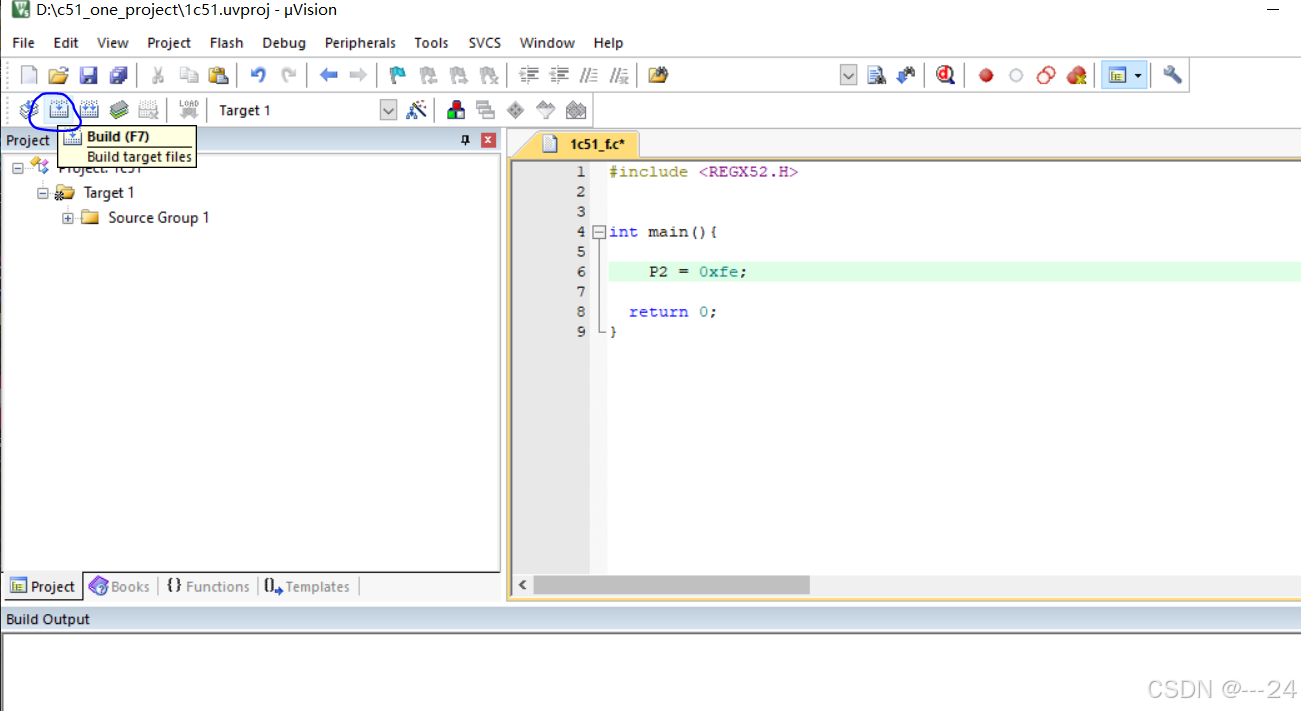 D:\c51_one_project\1c51.uvproj - µVision
File Edit View Project Flash Debug Peripherals Tools SVCS Window Help
LOAD Target 1
Project
Build (F7)
Build target files
Project: 1c51
Target 1
Source Group 1
1c51_f.c*
1 #include <REGX52.H>
2
3
4 int main(){
5
6 P2 = 0xfe;
7
8 return 0;
9 }
Project Books {} Functions Templates
Build Output
CSDN @---24